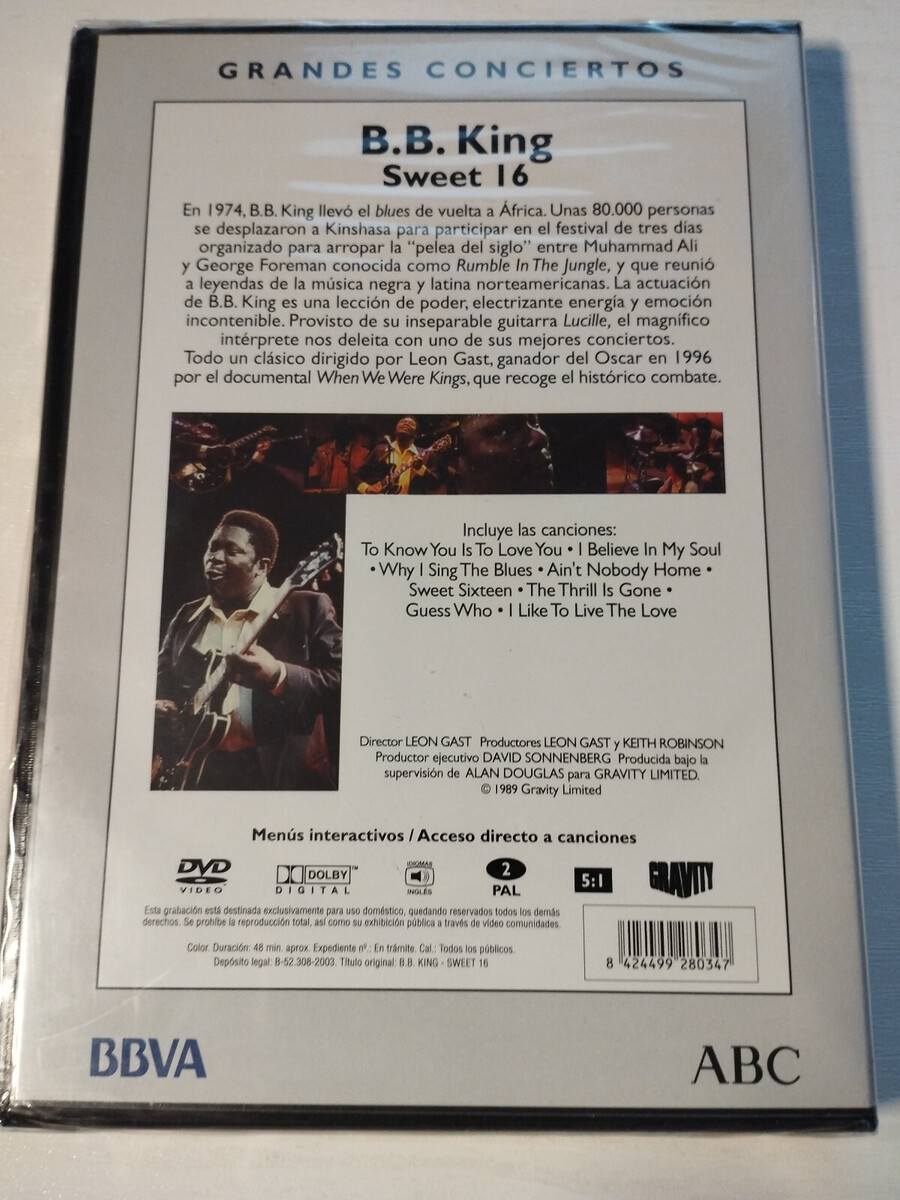 GRANDES CONCIERTOS
B.B. King
Sweet 16
En 1974, B.B. King llevó el blues de vuelta a África. Unas 80.000 personas
se desplazaron a Kinshasa para participar en el festival de tres días
organizado para arropar la “pelea del siglo” entre Muhammad Ali
y George Foreman conocida como Rumble In The Jungle, y que reunió
a leyendas de la música negra y latina norteamericanas. La actuación
de B.B. King es una lección de poder, electrizante energía y emoción
incontenible. Provisto de su inseparable guitarra Lucille, el magnífico
intérprete nos deleita con uno de sus mejores conciertos.
Todo un clásico dirigido por Leon Gast, ganador del Oscar en 1996
por el documental When We Were Kings, que recoge el histórico combate.
Incluye las canciones:
To Know You Is To Love You • I Believe In My Soul
• Why I Sing The Blues • Ain't Nobody Home •
Sweet Sixteen • The Thrill Is Gone •
Guess Who • I Like To Live The Love
Director LEON GAST Productores LEON GAST y KEITH ROBINSON
Productor ejecutivo DAVID SONNENBERG Producida bajo la
supervisión de ALAN DOUGLAS para GRAVITY LIMITED.
© 1989 Gravity Limited
Menús interactivos / Acceso directo a canciones
DVD VIDEO
DOLBY™ DIGITAL
IDIOMAS INGLÉS
2 PAL
5:1
GRAVITY
Esta grabación está destinada exclusivamente para uso doméstico, quedando reservados todos los demás
derechos. Se prohíbe la reproducción total, así como su exhibición pública a través de vídeo comunidades.
Color. Duración: 48 min. aprox. Expediente nº.: En trámite. Cal.: Todos los públicos.
Depósito legal: B-52.308-2003. Título original: B.B. KING - SWEET 16
8 424499 280347
BBVA
ABC